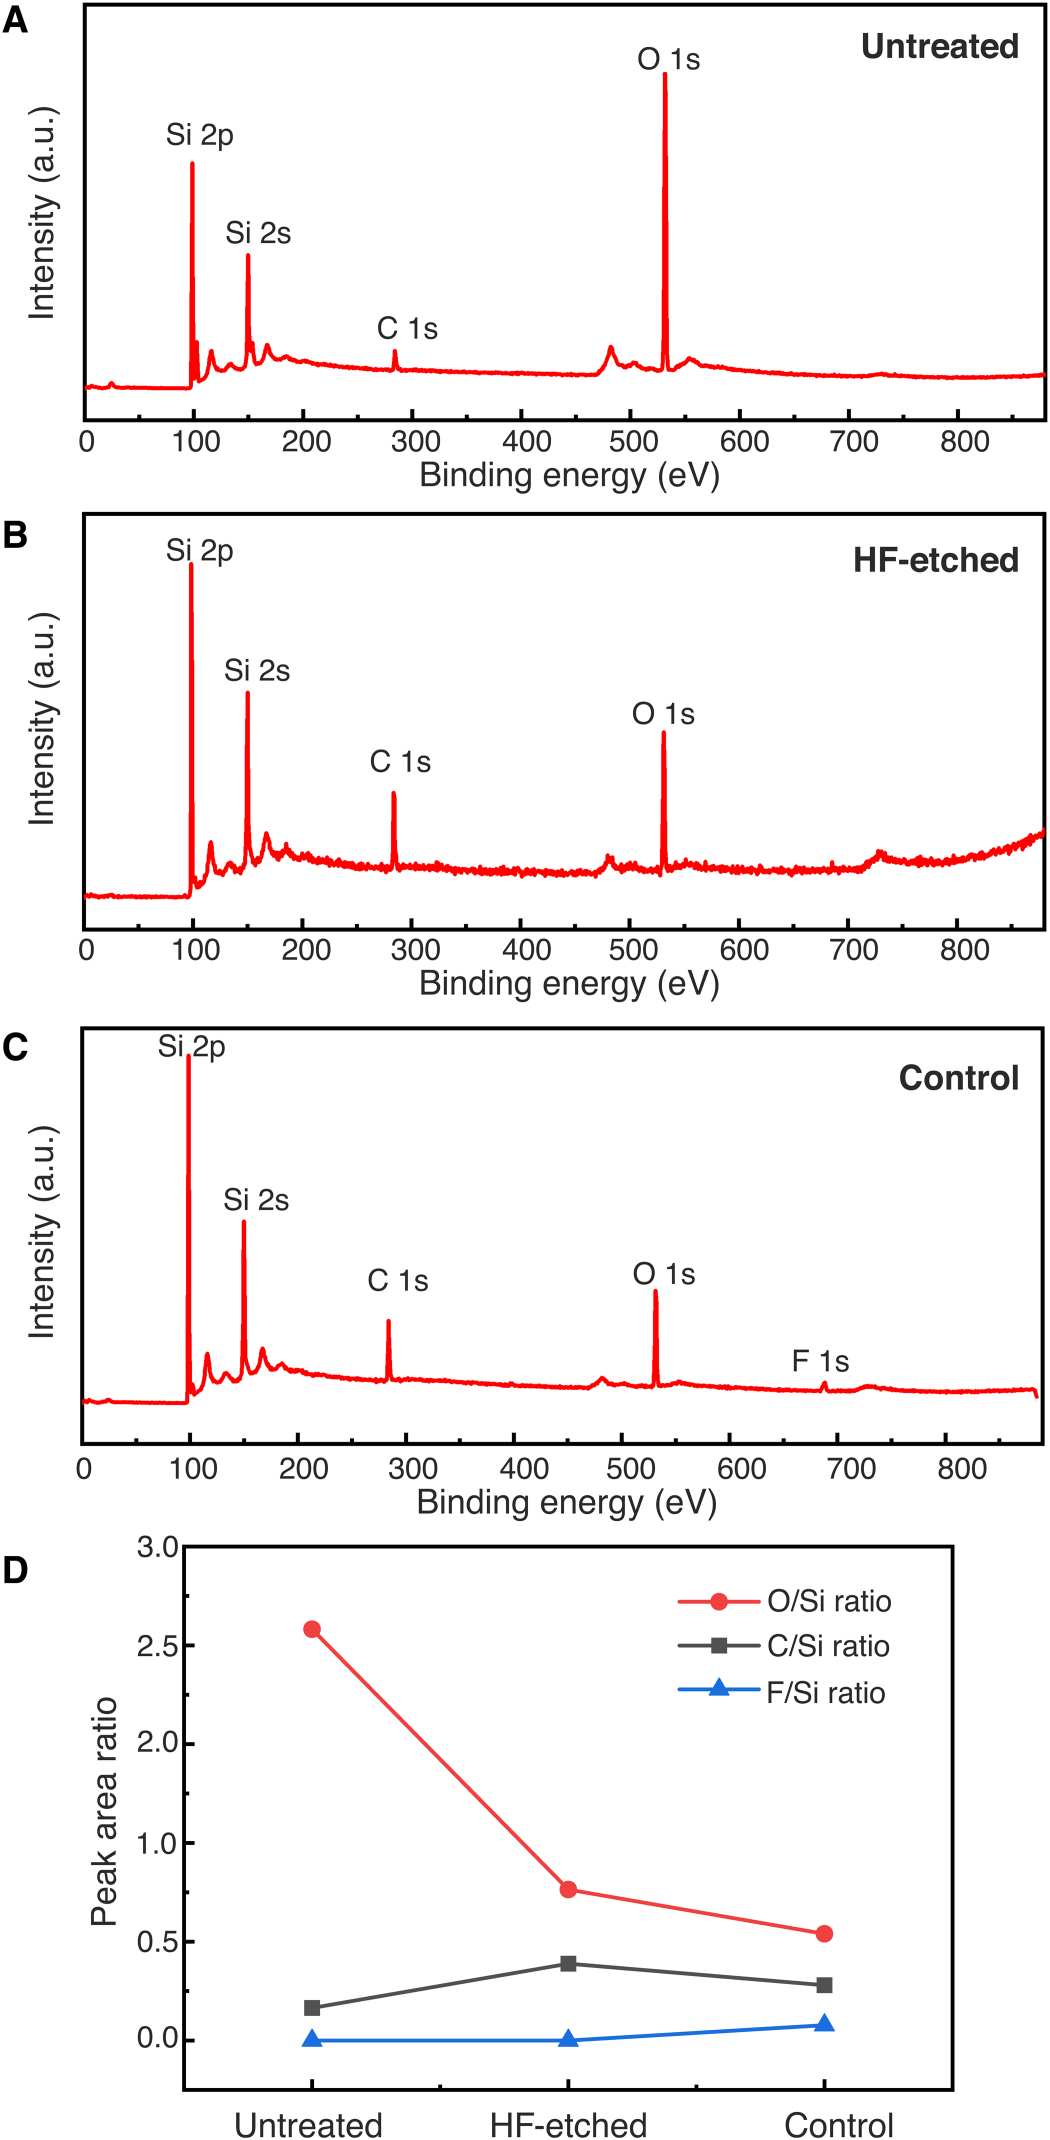 A
Untreated
O 1s
Si 2p
Si 2s
C 1s
Intensity (a.u.)
0 100 200 300 400 500 600 700 800
Binding energy (eV)
B
HF-etched
Si 2p
Si 2s
O 1s
C 1s
Intensity (a.u.)
0 100 200 300 400 500 600 700 800
Binding energy (eV)
C
Control
Si 2p
Si 2s
C 1s
O 1s
F 1s
Intensity (a.u.)
0 100 200 300 400 500 600 700 800
Binding energy (eV)
D
3.0
2.5
2.0
1.0
0.5
0.0
Peak area ratio
O/Si ratio
C/Si ratio
F/Si ratio
Untreated HF-etched Control